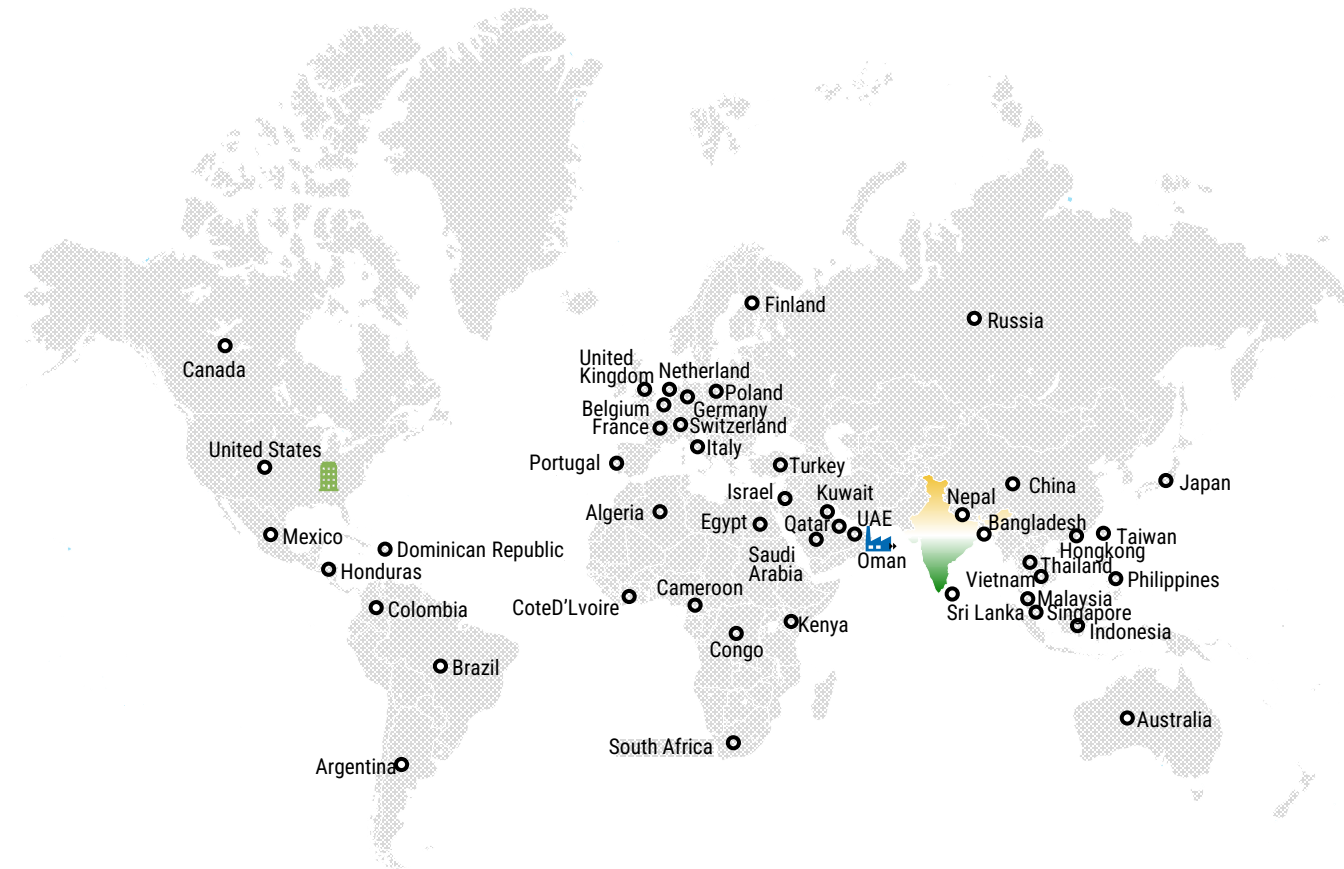 Finland
Russia
Canada
United
Kingdom
Netherland
Poland
Belgium
Germany
France
Switzerland
United States
Italy
Portugal
Turkey
Israel
Kuwait
China
Japan
Nepal
Algeria
Egypt
Qatar
UAE
Bangladesh
Mexico
Taiwan
Dominican Republic
Hongkong
Saudi
Arabia
Oman
Honduras
Thailand
Vietnam
Philippines
Cameroon
Malaysia
CoteD’Lvoire
Colombia
Sri Lanka
Singapore
Kenya
Indonesia
Congo
Brazil
Australia
South Africa
Argentina